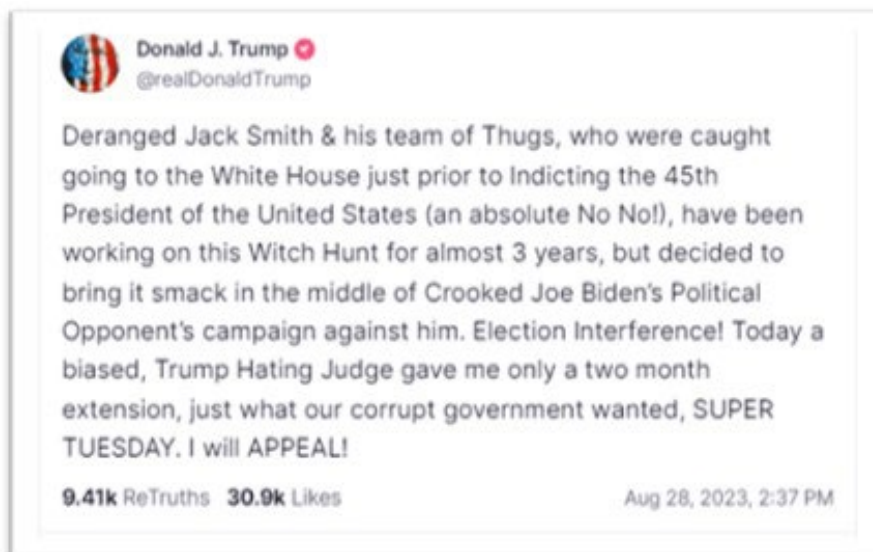 Donald J. Trump
@realDonaldTrump
Deranged Jack Smith & his team of Thugs, who were caught
going to the White House just prior to Indicting the 45th
President of the United States (an absolute No No!), have been
working on this Witch Hunt for almost 3 years, but decided to
bring it smack in the middle of Crooked Joe Biden's Political
Opponent's campaign against him. Election Interference! Today a
biased, Trump Hating Judge gave me only a two month
extension, just what our corrupt government wanted, SUPER
TUESDAY. I will APPEAL!
9.41k ReTruths 30.9k Likes Aug 28, 2023, 2:37 PM